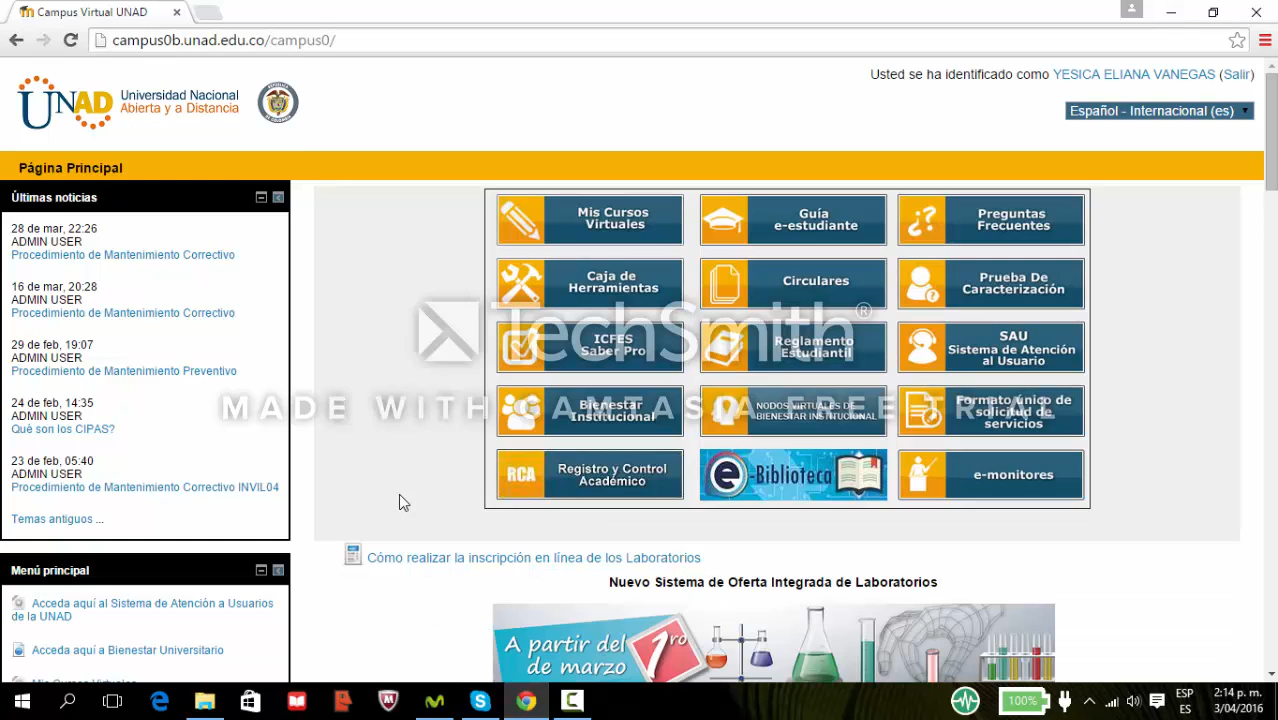 Campus Virtual UNAD
campus0b.unad.edu.co/campus0/
Usted se ha identificado como YESICA ELIANA VANEGAS (Salir)
UNAD
Universidad Nacional
Abierta y a Distancia
Español - Internacional (es)
Página Principal
Últimas noticias
28 de mar, 22:26
ADMIN USER
Procedimiento de Mantenimiento Correctivo
16 de mar, 20:28
ADMIN USER
Procedimiento de Mantenimiento Correctivo
29 de feb, 19:07
ADMIN USER
Procedimiento de Mantenimiento Preventivo
24 de feb, 14:35
ADMIN USER
Qué son los CIPAS?
23 de feb, 05:40
ADMIN USER
Procedimiento de Mantenimiento Correctivo INVIL04
Temas antiguos ...
Menú principal
Acceda aquí al Sistema de Atención a Usuarios
de la UNAD
Acceda aquí a Bienestar Universitario
Mis Cursos Virtuales
Mis Cursos
Virtuales
Guía
e-estudiante
Preguntas
Frecuentes
Caja de
Herramientas
Circulares
Prueba De
Caracterización
ICFES
Saber Pro
Reglamento
Estudiantil
SAU
Sistema de Atención
al Usuario
Bienestar
Institucional
NODOS VIRTUALES DE
BIENESTAR INSTITUCIONAL
Formato único de
solicitud de
servicios
RCA
Registro y Control
Académico
e-Biblioteca
e-monitores
TechSmith®
MADE WITH CAMTASIA FREE TRIAL
Cómo realizar la inscripción en línea de los Laboratorios
Nuevo Sistema de Oferta Integrada de Laboratorios
A partir del
de marzo
1ro
100%
ESP
ES
2:14 p. m.
3/04/2016